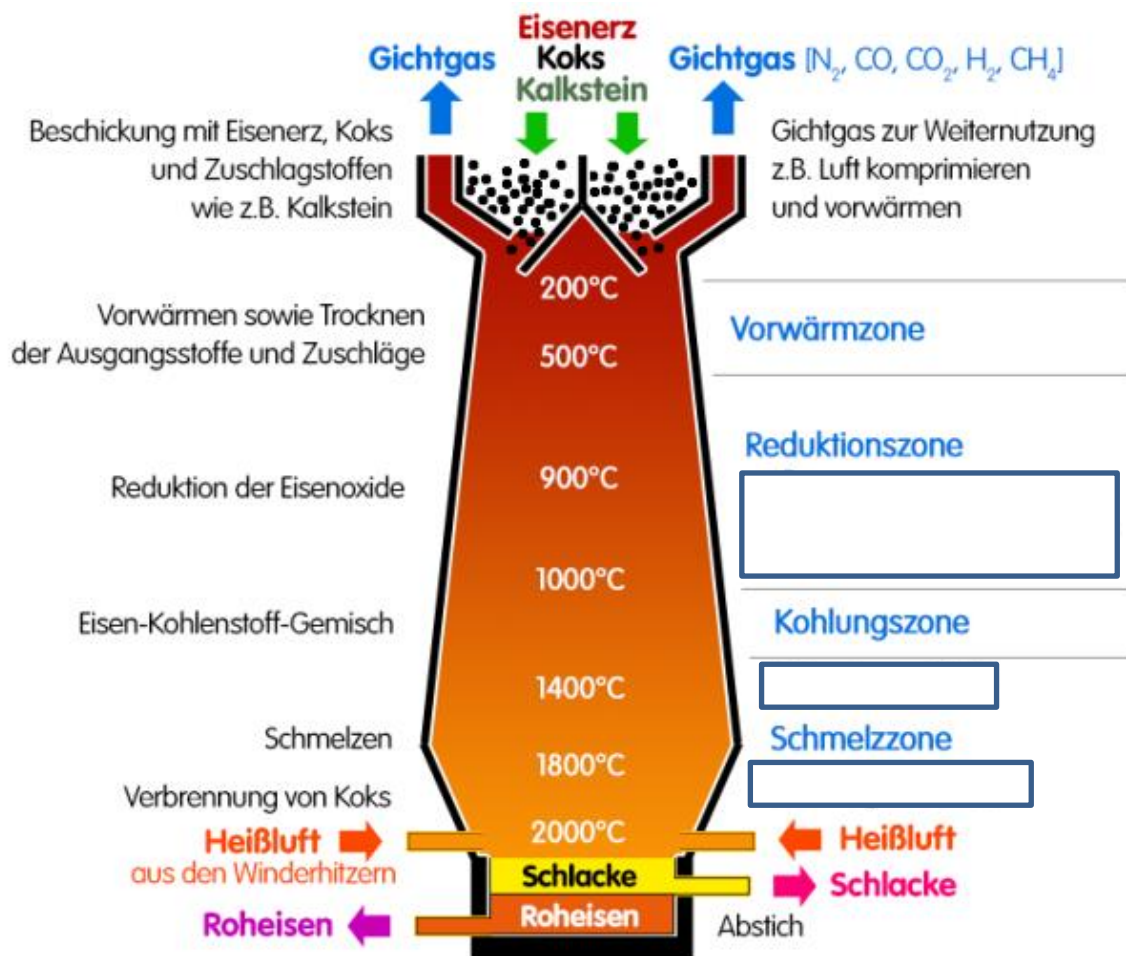 Eisenerz
Gichtgas Koks Gichtgas [N₂, CO, CO₂, H₂, CH₄]
Kalkstein
Beschickung mit Eisenerz, Koks
und Zuschlagstoffen
wie z.B. Kalkstein
Gichtgas zur Weiternutzung
z.B. Luft komprimieren
und vorwärmen
200°C
Vorwärmen sowie Trocknen
der Ausgangsstoffe und Zuschläge
500°C
Vorwärmzone
Reduktionszone
Reduktion der Eisenoxide
900°C
1000°C
Eisen-Kohlenstoff-Gemisch
Kohlungszone
1400°C
Schmelzen
Schmelzzone
1800°C
Verbrennung von Koks
Heißluft
aus den Winderhitzern
2000°C
Heißluft
Schlacke
Schlacke
Roheisen
Roheisen
Abstich